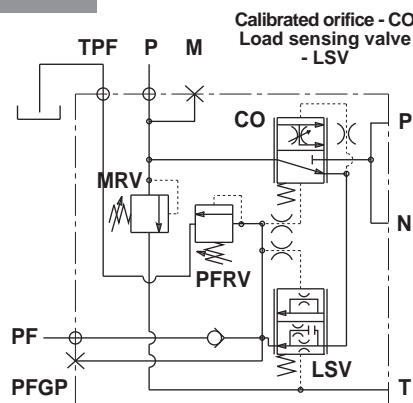 Calibrated orifice - CO
Load sensing valve
- LSV
TPF P M
CO
P
MRV
N
PFRV
PF
LSV
PFGP
T